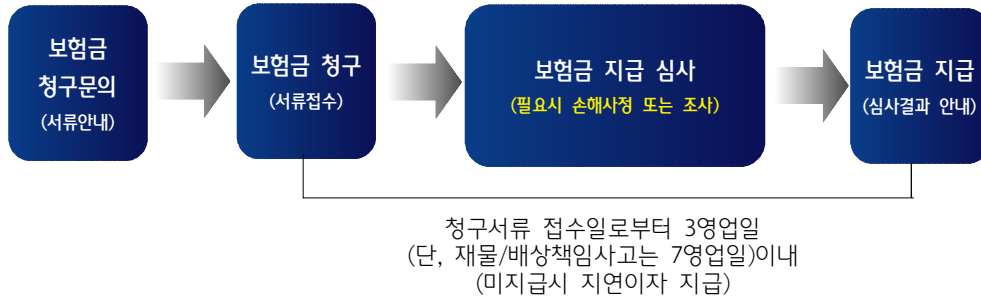 보험금
청구문의
(서류안내)
보험금 청구
(서류접수)
보험금 지급 심사
(필요시 손해사정 또는 조사)
보험금 지급
(심사결과 안내)
청구서류 접수일로부터 3영업일
(단, 재물/배상책임사고는 7영업일)이내
(미지급시 지연이자 지급)